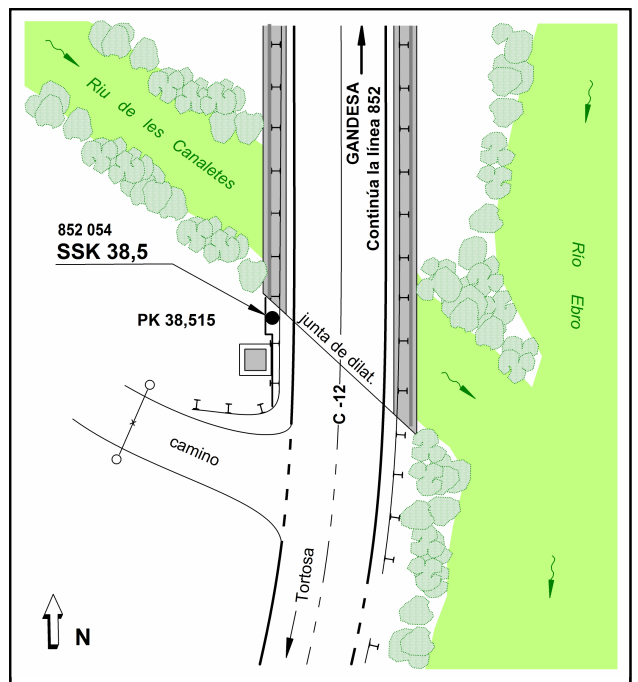 Riu de les Canaletes
GANDESA
Continúa la línea 852
Río Ebro
852 054
SSK 38,5
PK 38,515
junta de dilat.
C -12
camino
Tortosa
N